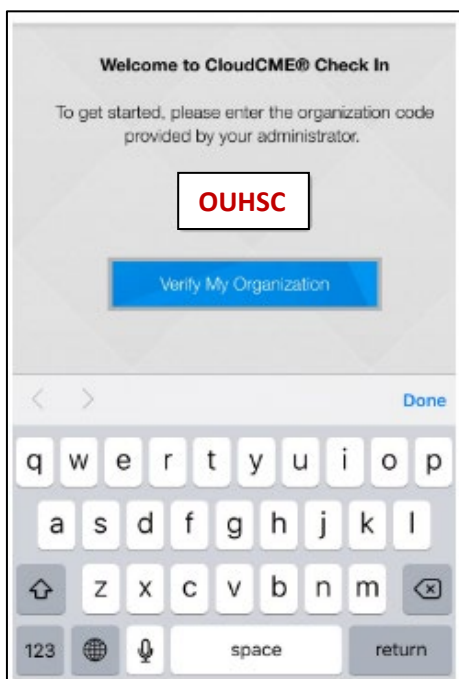 Welcome to CloudCME® Check In
To get started, please enter the organization code
provided by your administrator.
OUHSC
Verify My Organization
Done
q w e r t y u i o p
a s d f g h j k l
z x c v b n m
123 space return